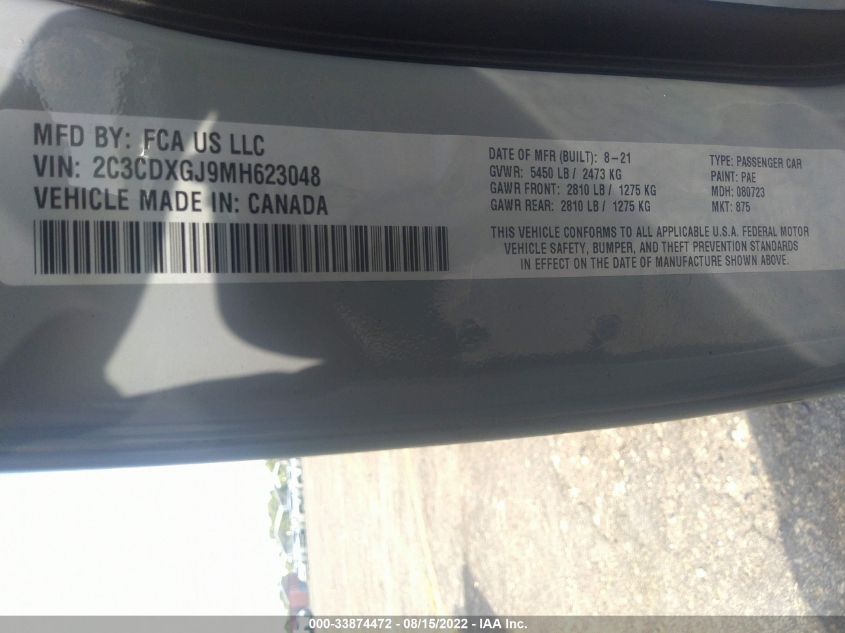 MFD BY: FCA US LLC
VIN: 2C3CDXGJ9MH623048
VEHICLE MADE IN: CANADA
DATE OF MFR (BUILT): 8-21
GVWR: 5450 LB / 2473 KG
GAWR FRONT: 2810 LB / 1275 KG
GAWR REAR: 2810 LB / 1275 KG
TYPE: PASSENGER CAR
PAINT: PAE
MDH: 080723
MKT: 875
THIS VEHICLE CONFORMS TO ALL APPLICABLE U.S.A. FEDERAL MOTOR
VEHICLE SAFETY, BUMPER, AND THEFT PREVENTION STANDARDS
IN EFFECT ON THE DATE OF MANUFACTURE SHOWN ABOVE.
000-33874472 - 08/15/2022 - IAA Inc.